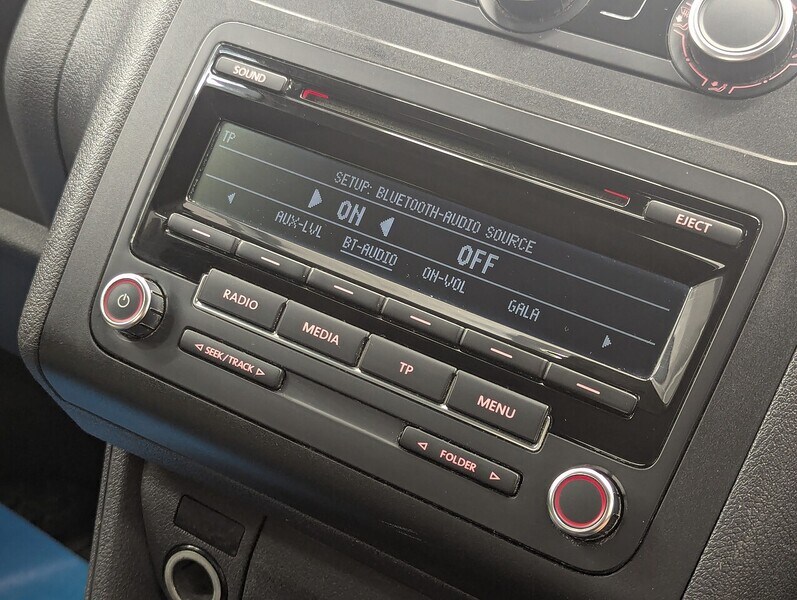 SOUND
TP
SETUP: BLUETOOTH-AUDIO SOURCE
ON OFF
AUX-LVL BT-AUDIO ON-VOL GALA
EJECT
RADIO MEDIA TP MENU
SEEK/TRACK
FOLDER